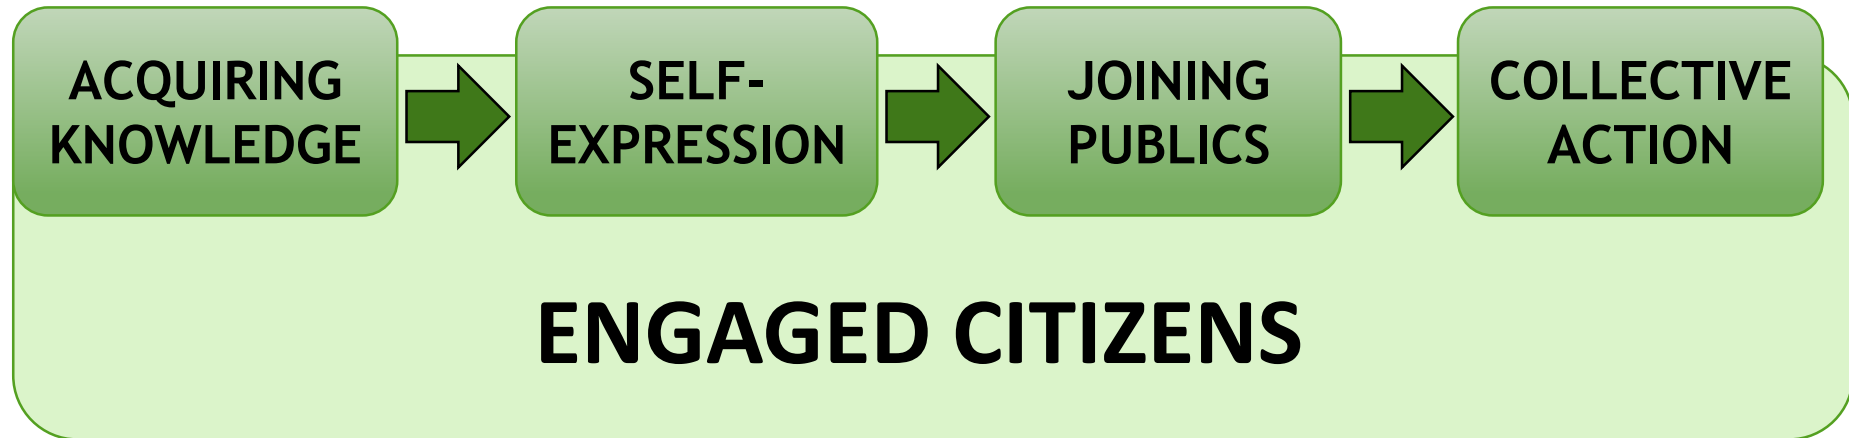 ACQUIRING
KNOWLEDGE
SELF-
EXPRESSION
JOINING
PUBLICS
COLLECTIVE
ACTION
ENGAGED CITIZENS